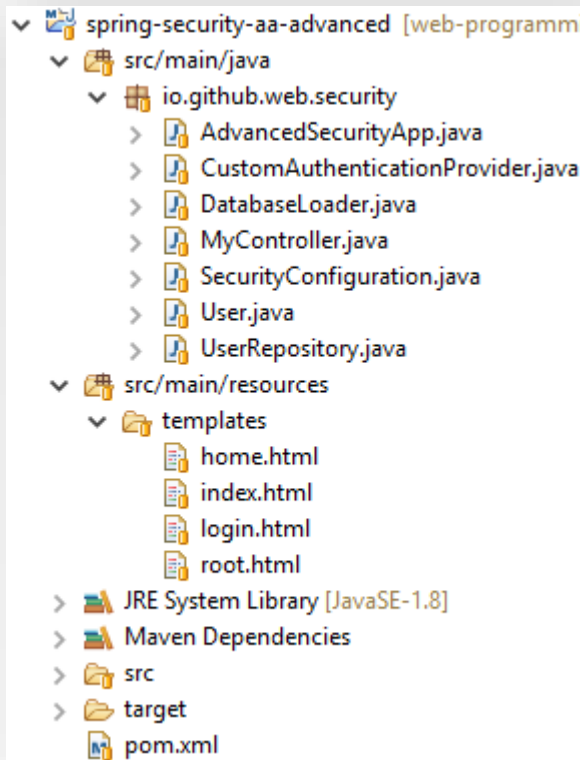 spring-security-aa-advanced [web-programm
src/main/java
io.github.web.security
AdvancedSecurityApp.java
CustomAuthenticationProvider.java
DatabaseLoader.java
MyController.java
SecurityConfiguration.java
User.java
UserRepository.java
src/main/resources
templates
home.html
index.html
login.html
root.html
JRE System Library [JavaSE-1.8]
Maven Dependencies
src
target
pom.xml